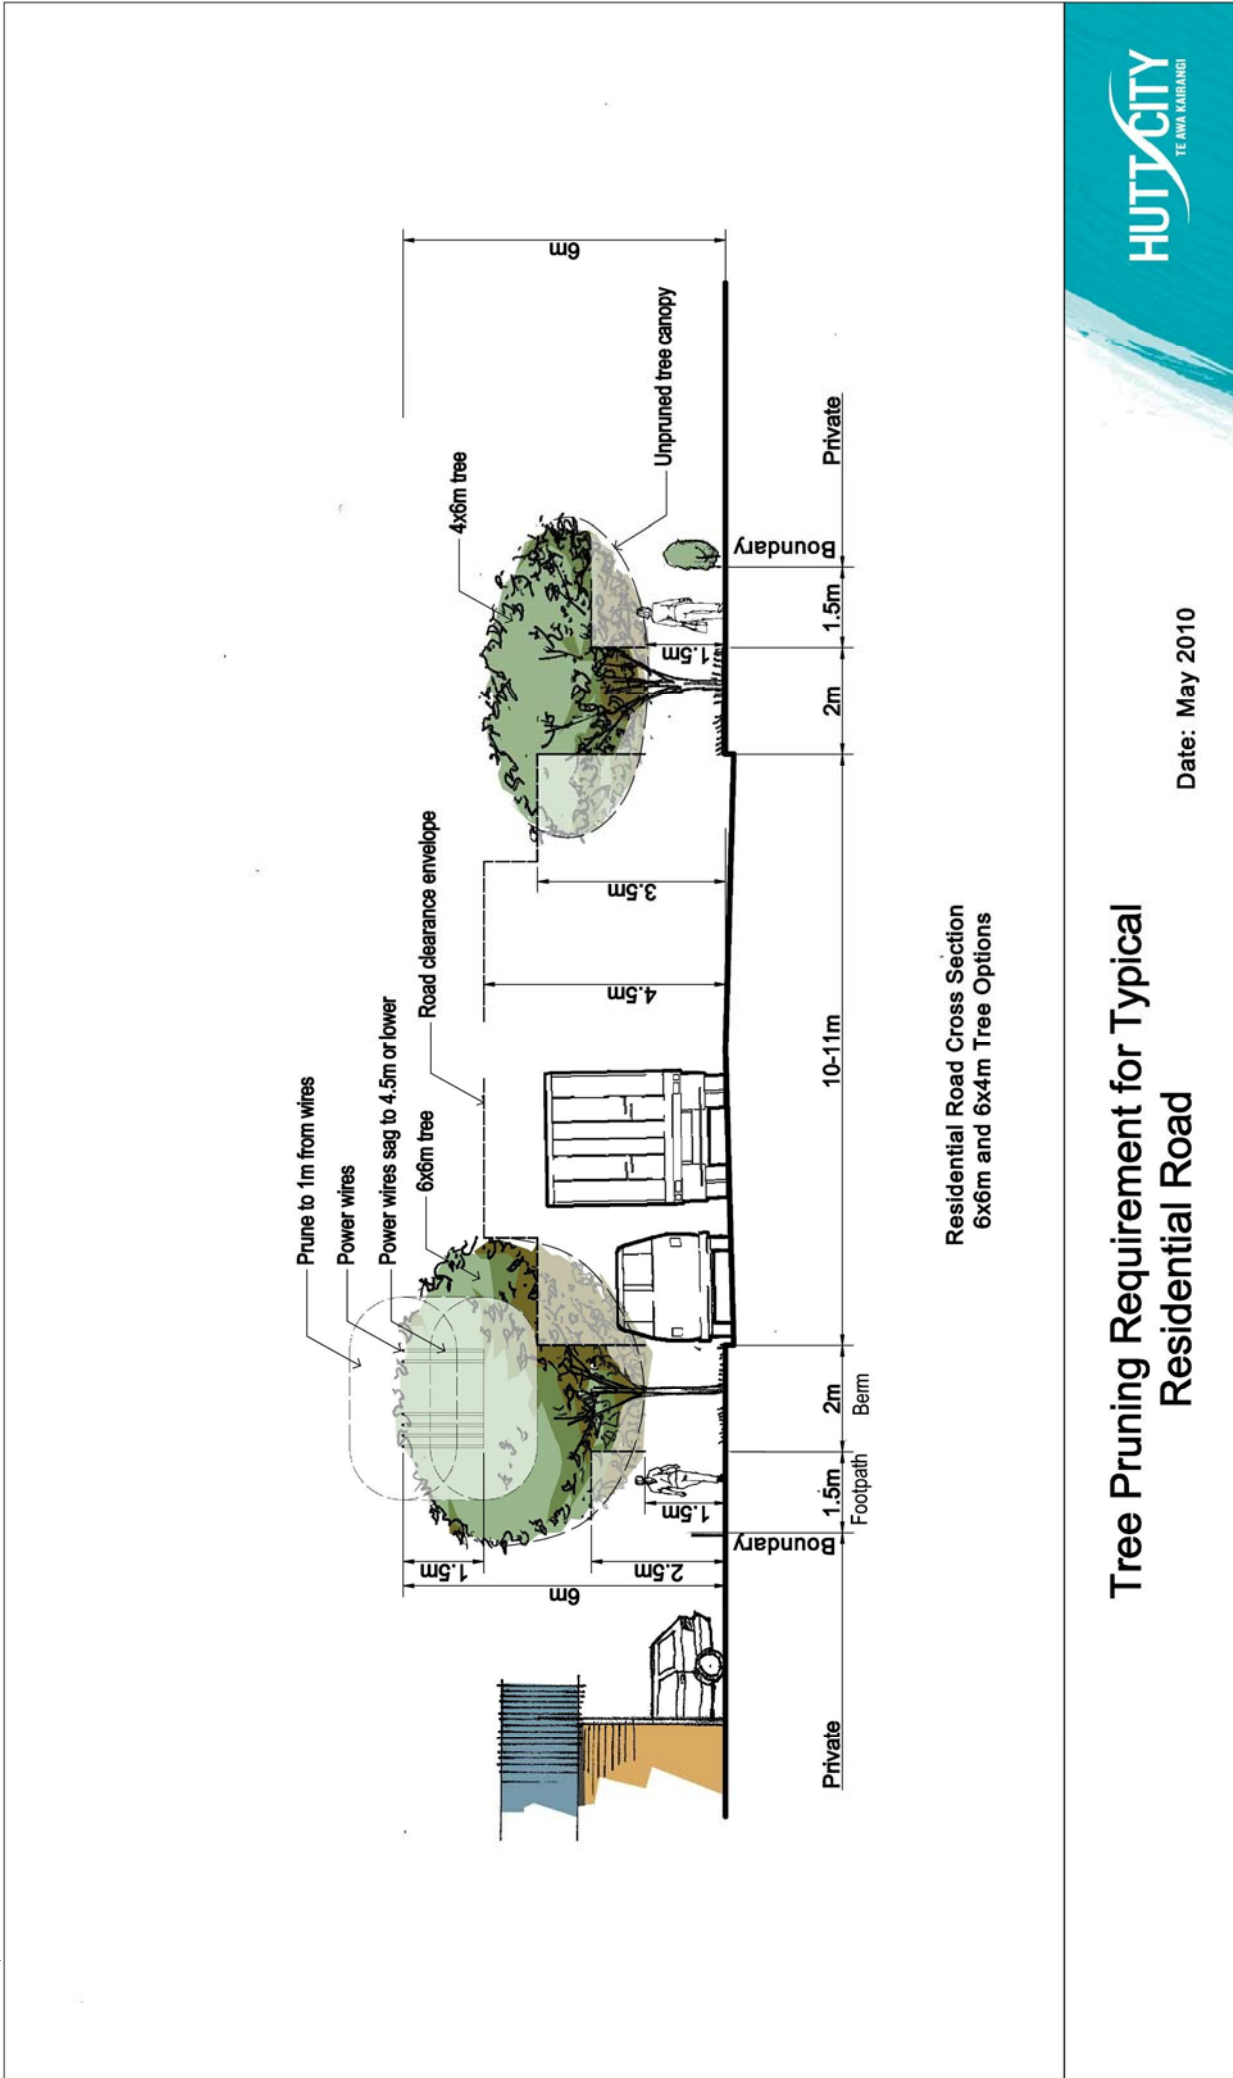 Prune to 1m from wires
Power wires
Power wires sag to 4.5m or lower
6x6m tree
Road clearance envelope
4x6m tree
Unpruned tree canopy
6m
1.5m
6m
2.5m
1.5m
4.5m
3.5m
1.5m
Boundary
Boundary
Private
1.5m
2m
10-11m
2m
1.5m
Private
Footpath
Berm
Residential Road Cross Section
6x6m and 6x4m Tree Options
Tree Pruning Requirement for Typical
Residential Road
Date: May 2010
HUTT CITY
TE AWA KAIRANGI